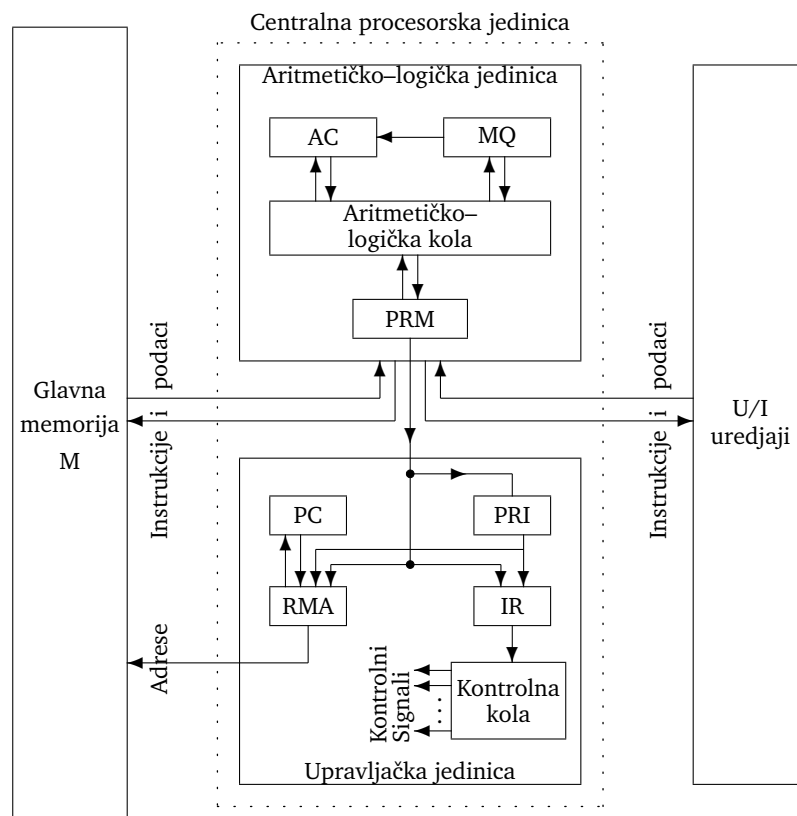 Centralna procesorska jedinica
Aritmetičko–logička jedinica
AC
MQ
Aritmetičko–
logička kola
PRM
Glavna
memorija
M
Instrukcije i podaci
Instrukcije i podaci
U/I
uredjaji
PC
PRI
RMA
IR
Adrese
Kontrolni
Signali
...
Kontrolna
kola
Upravljačka jedinica